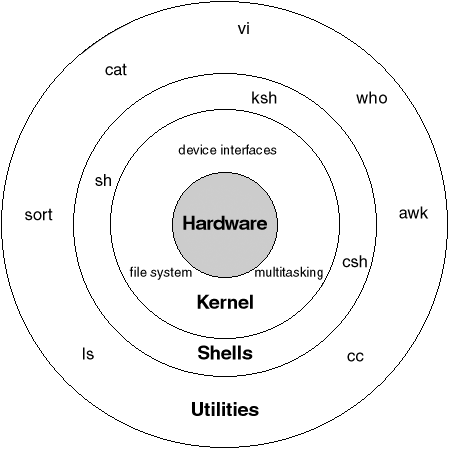 vi
cat
ksh
who
device interfaces
sh
sort
Hardware
awk
csh
file system
multitasking
Kernel
ls
Shells
cc
Utilities